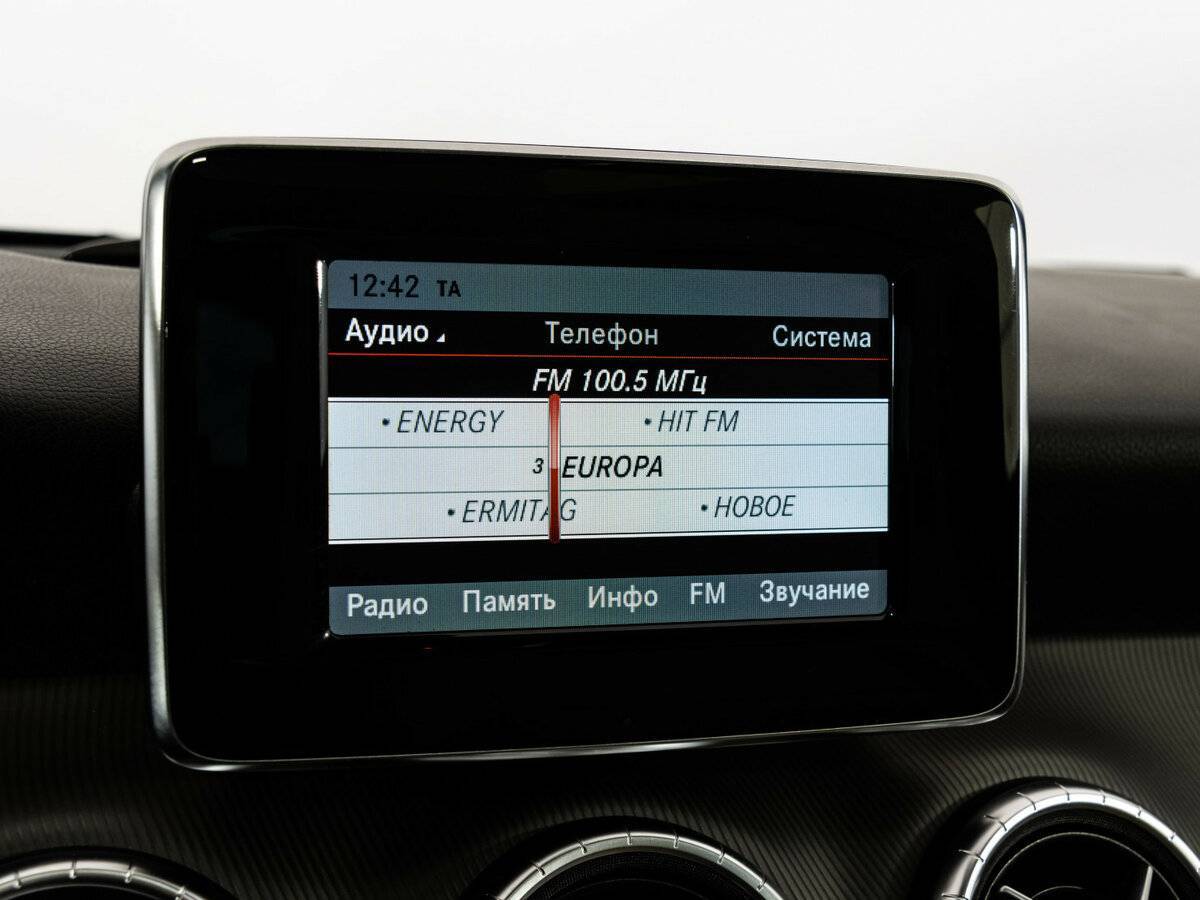 12:42 TA
Аудио Телефон Система
FM 100.5 МГц
• ENERGY • HIT FM
3 EUROPA
• ERMITAG • НОВОЕ
Радио Память Инфо FM Звучание